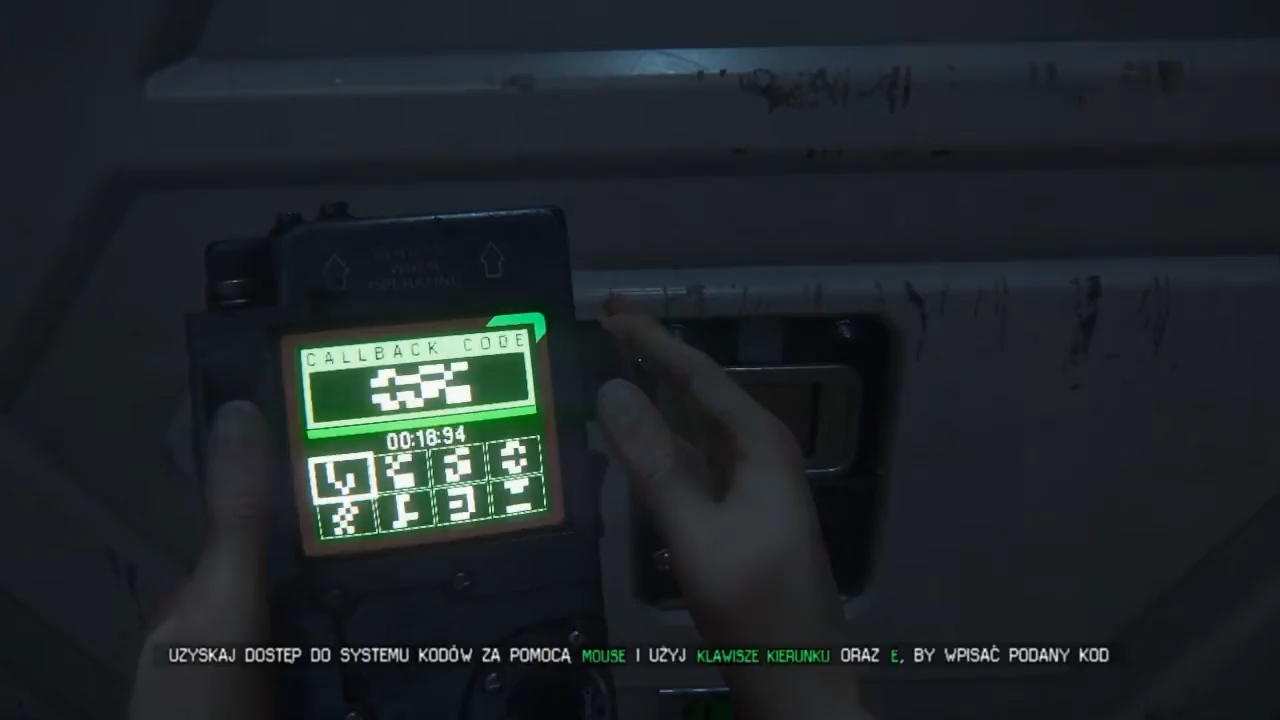 CALLBACK CODE
00:18:94
UZYSKAJ DOSTĘP DO SYSTEMU KODÓW ZA POMOCĄ MOUSE I UŻYJ KLAWISZE KIERUNKU ORAZ E, BY WPISAĆ PODANY KOD